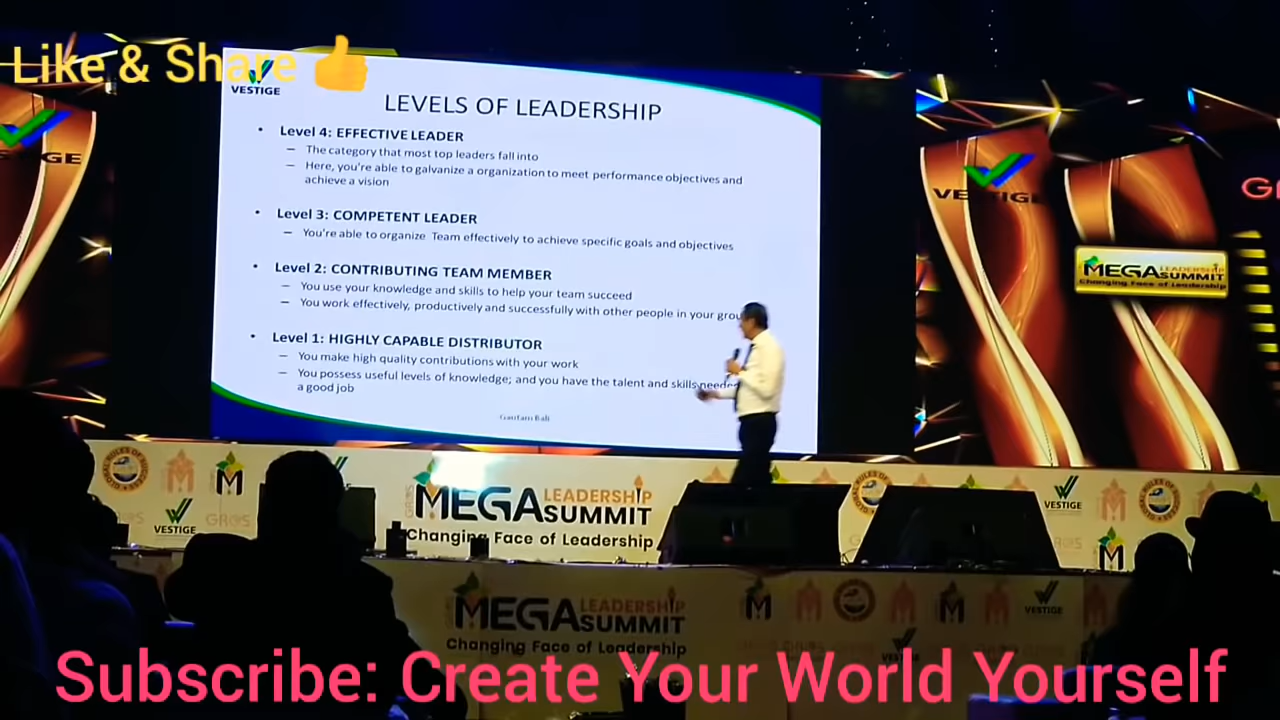 Like & Share
VESTIGE
LEVELS OF LEADERSHIP
• Level 4: EFFECTIVE LEADER
– The category that most top leaders fall into
– Here, you're able to galvanize a organization to meet performance objectives and
achieve a vision
• Level 3: COMPETENT LEADER
– You're able to organize Team effectively to achieve specific goals and objectives
• Level 2: CONTRIBUTING TEAM MEMBER
– You use your knowledge and skills to help your team succeed
– You work effectively, productively and successfully with other people in your
• Level 1: HIGHLY CAPABLE DISTRIBUTOR
– You make high quality contributions with your work
– You possess useful levels of knowledge; and you have the talent and skills
a good job
Gautam Bali
VESTIGE
MEGA LEADERSHIP SUMMIT
Changing Face of Leadership
GLOBAL RULES OF SUCCESS
VESTIGE
GROS
MEGA LEADERSHIP SUMMIT
Changing Face of Leadership
VESTIGE
MEGA LEADERSHIP SUMMIT
Changing Face of Leadership
VESTIGE
Subscribe: Create Your World Yourself